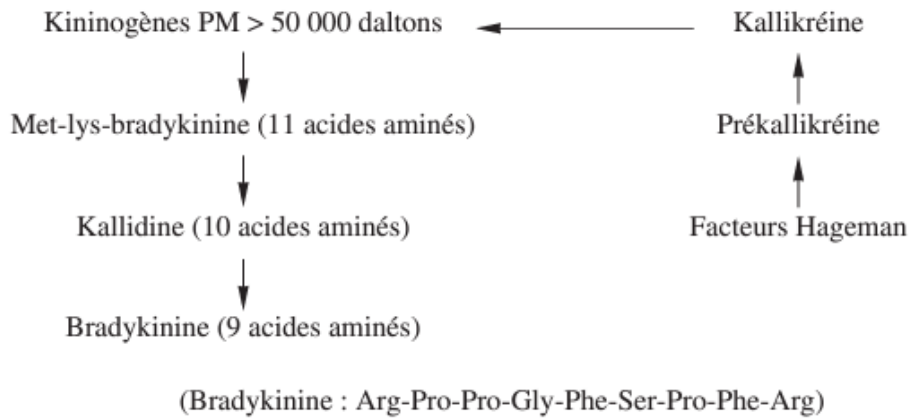 Kininogènes PM > 50 000 daltons
Kallikréine
Met-lys-bradykinine (11 acides aminés)
Prékallikréine
Kallidine (10 acides aminés)
Facteurs Hageman
Bradykinine (9 acides aminés)
(Bradykinine : Arg-Pro-Pro-Gly-Phe-Ser-Pro-Phe-Arg)